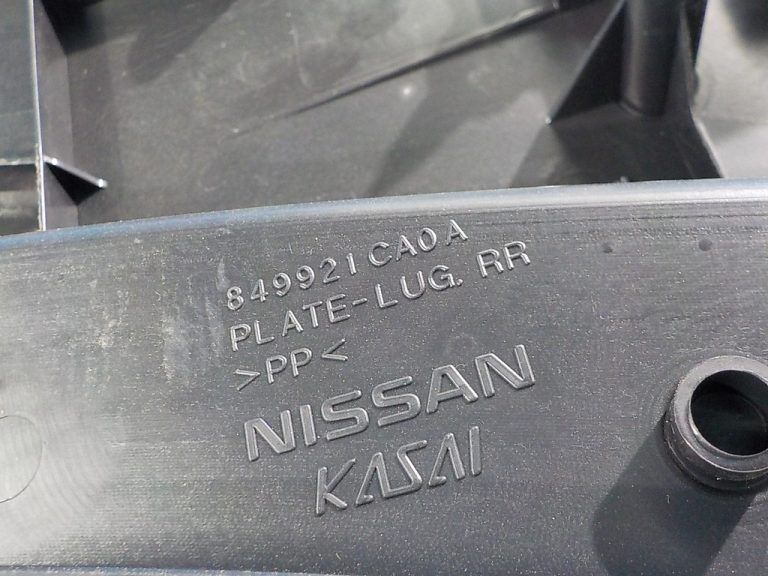 849921CA0A
PLATE-LUG. RR
>PP<
NISSAN
KASAI